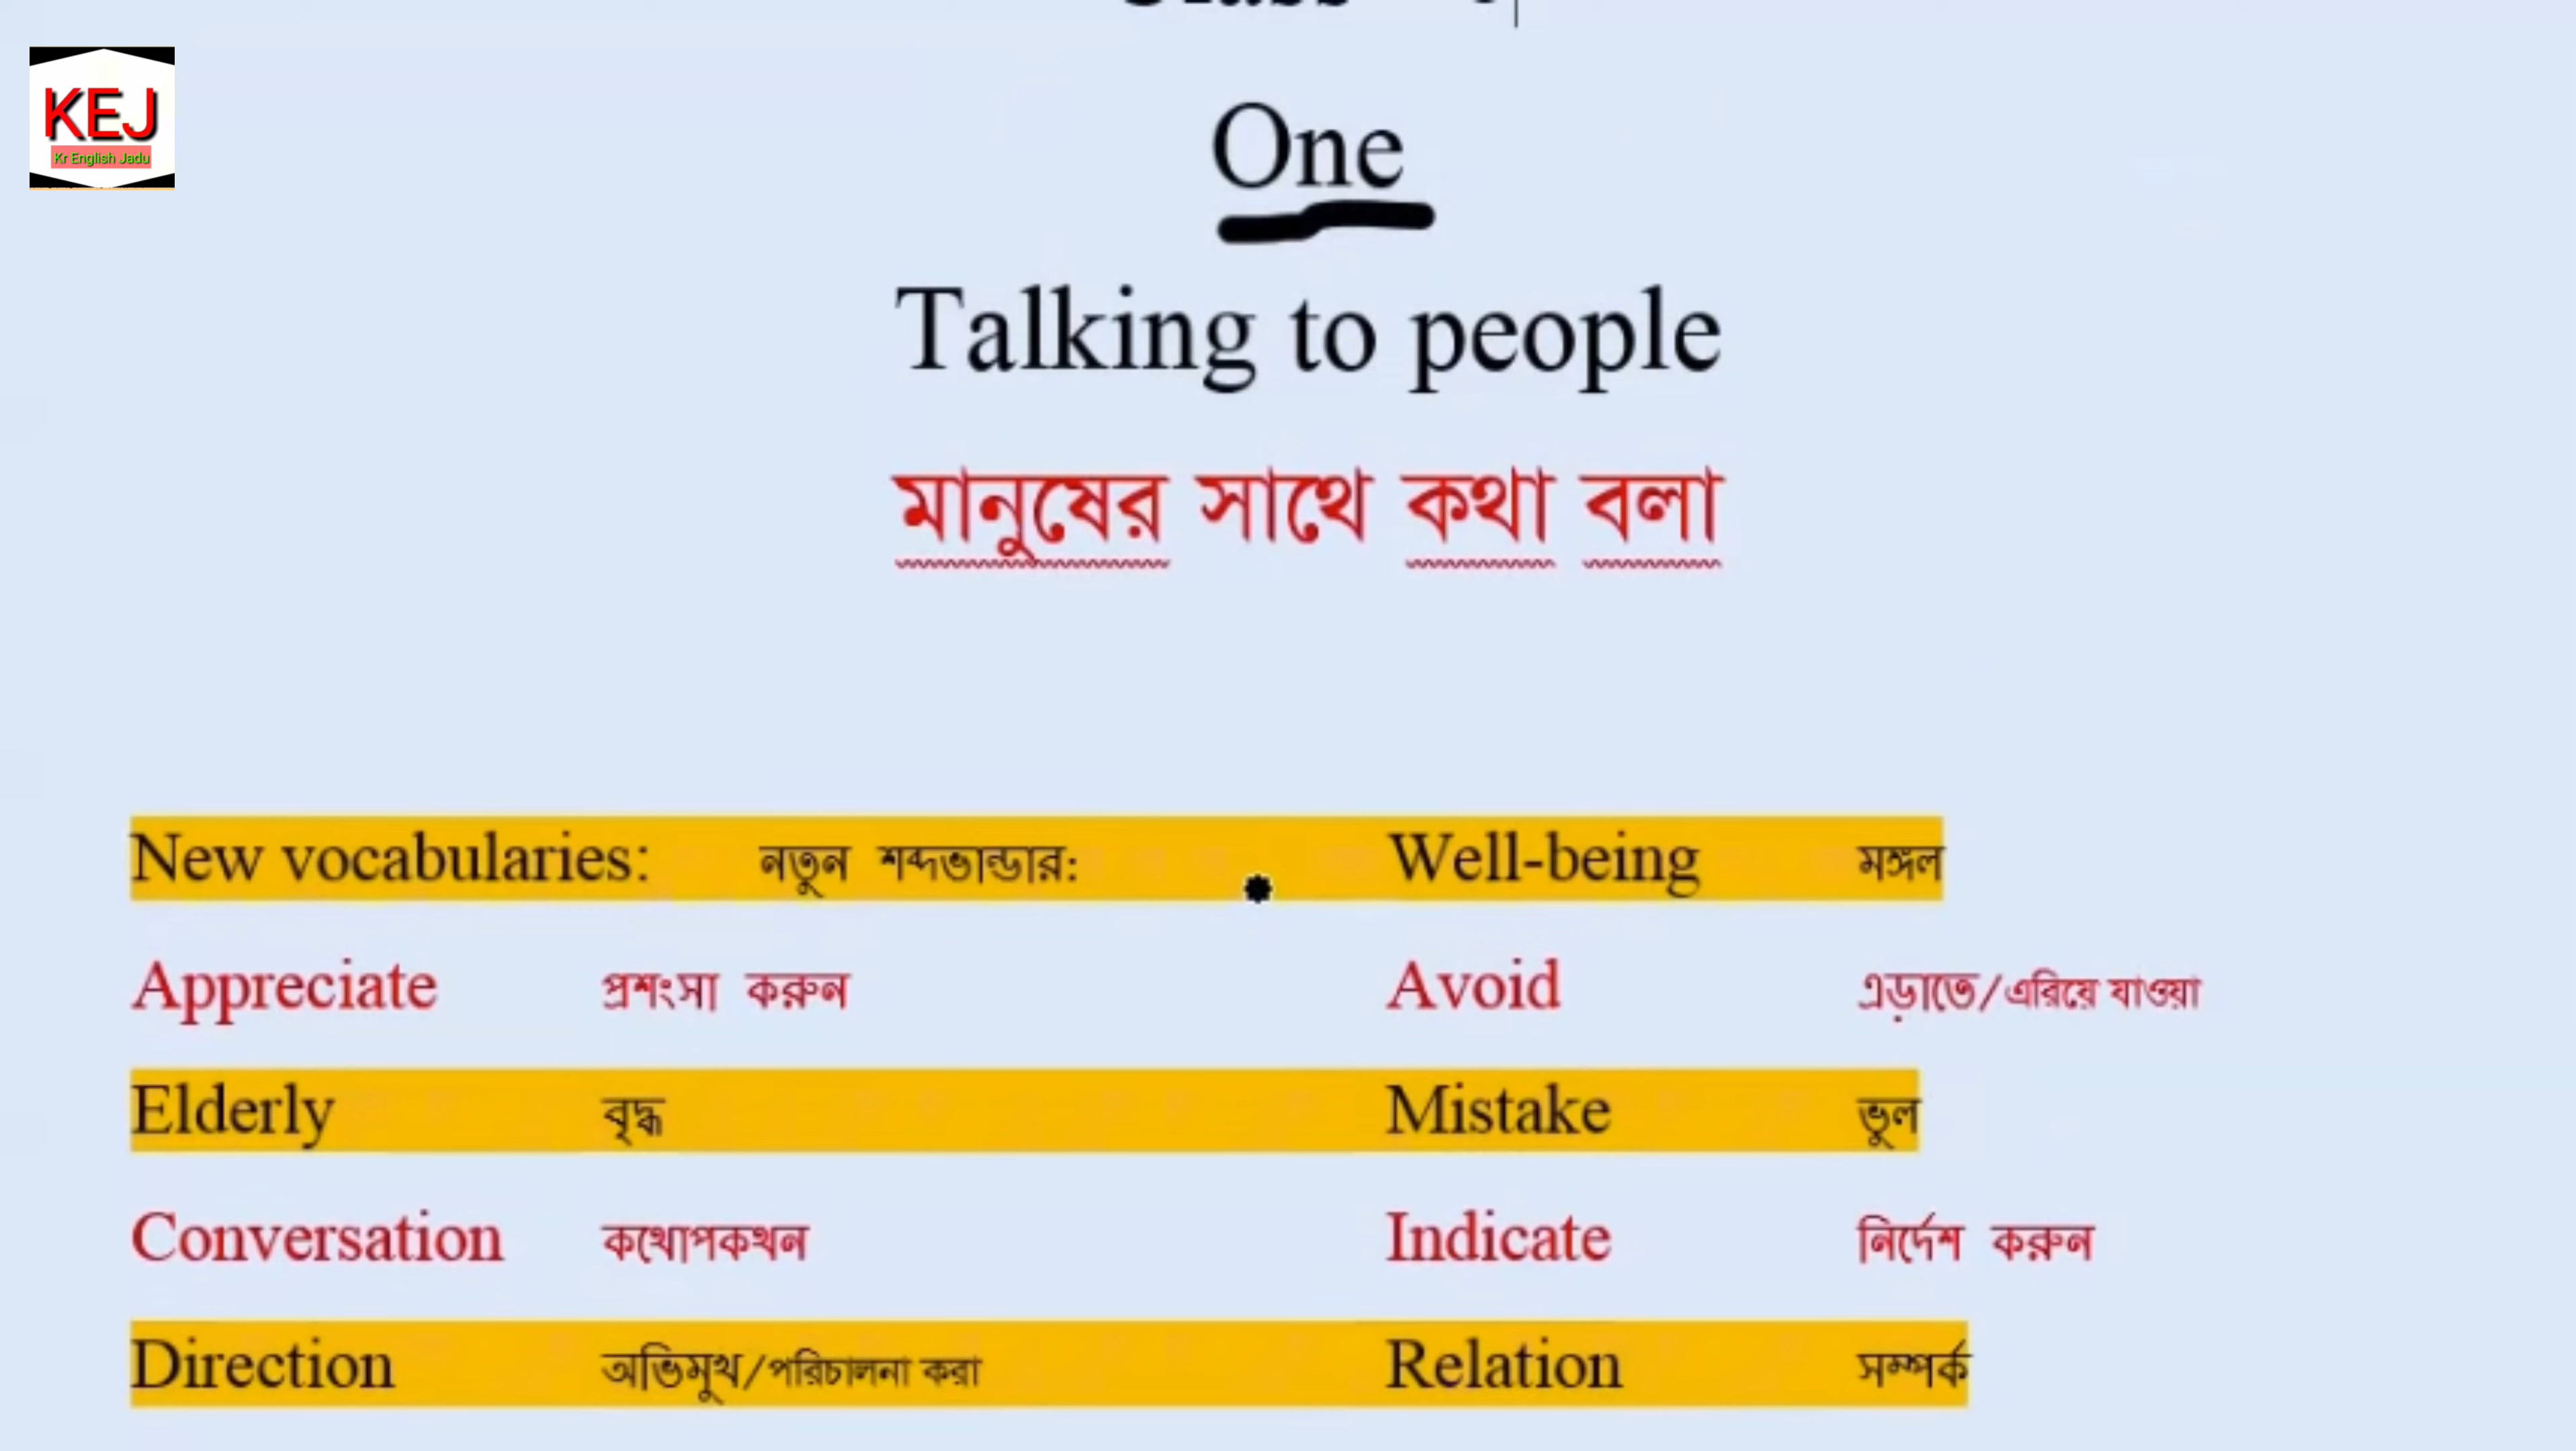 KEJ
Kr English Jadu
One
Talking to people
মানুষের সাথে কথা বলা
New vocabularies: নতুন শব্দভান্ডার: Well-being মঙ্গল
Appreciate প্রশংসা করুন Avoid এড়াতে/এরিয়ে যাওয়া
Elderly বৃদ্ধ Mistake ভুল
Conversation কথোপকথন Indicate নির্দেশ করুন
Direction অভিমুখ/পরিচালনা করা Relation সম্পর্ক